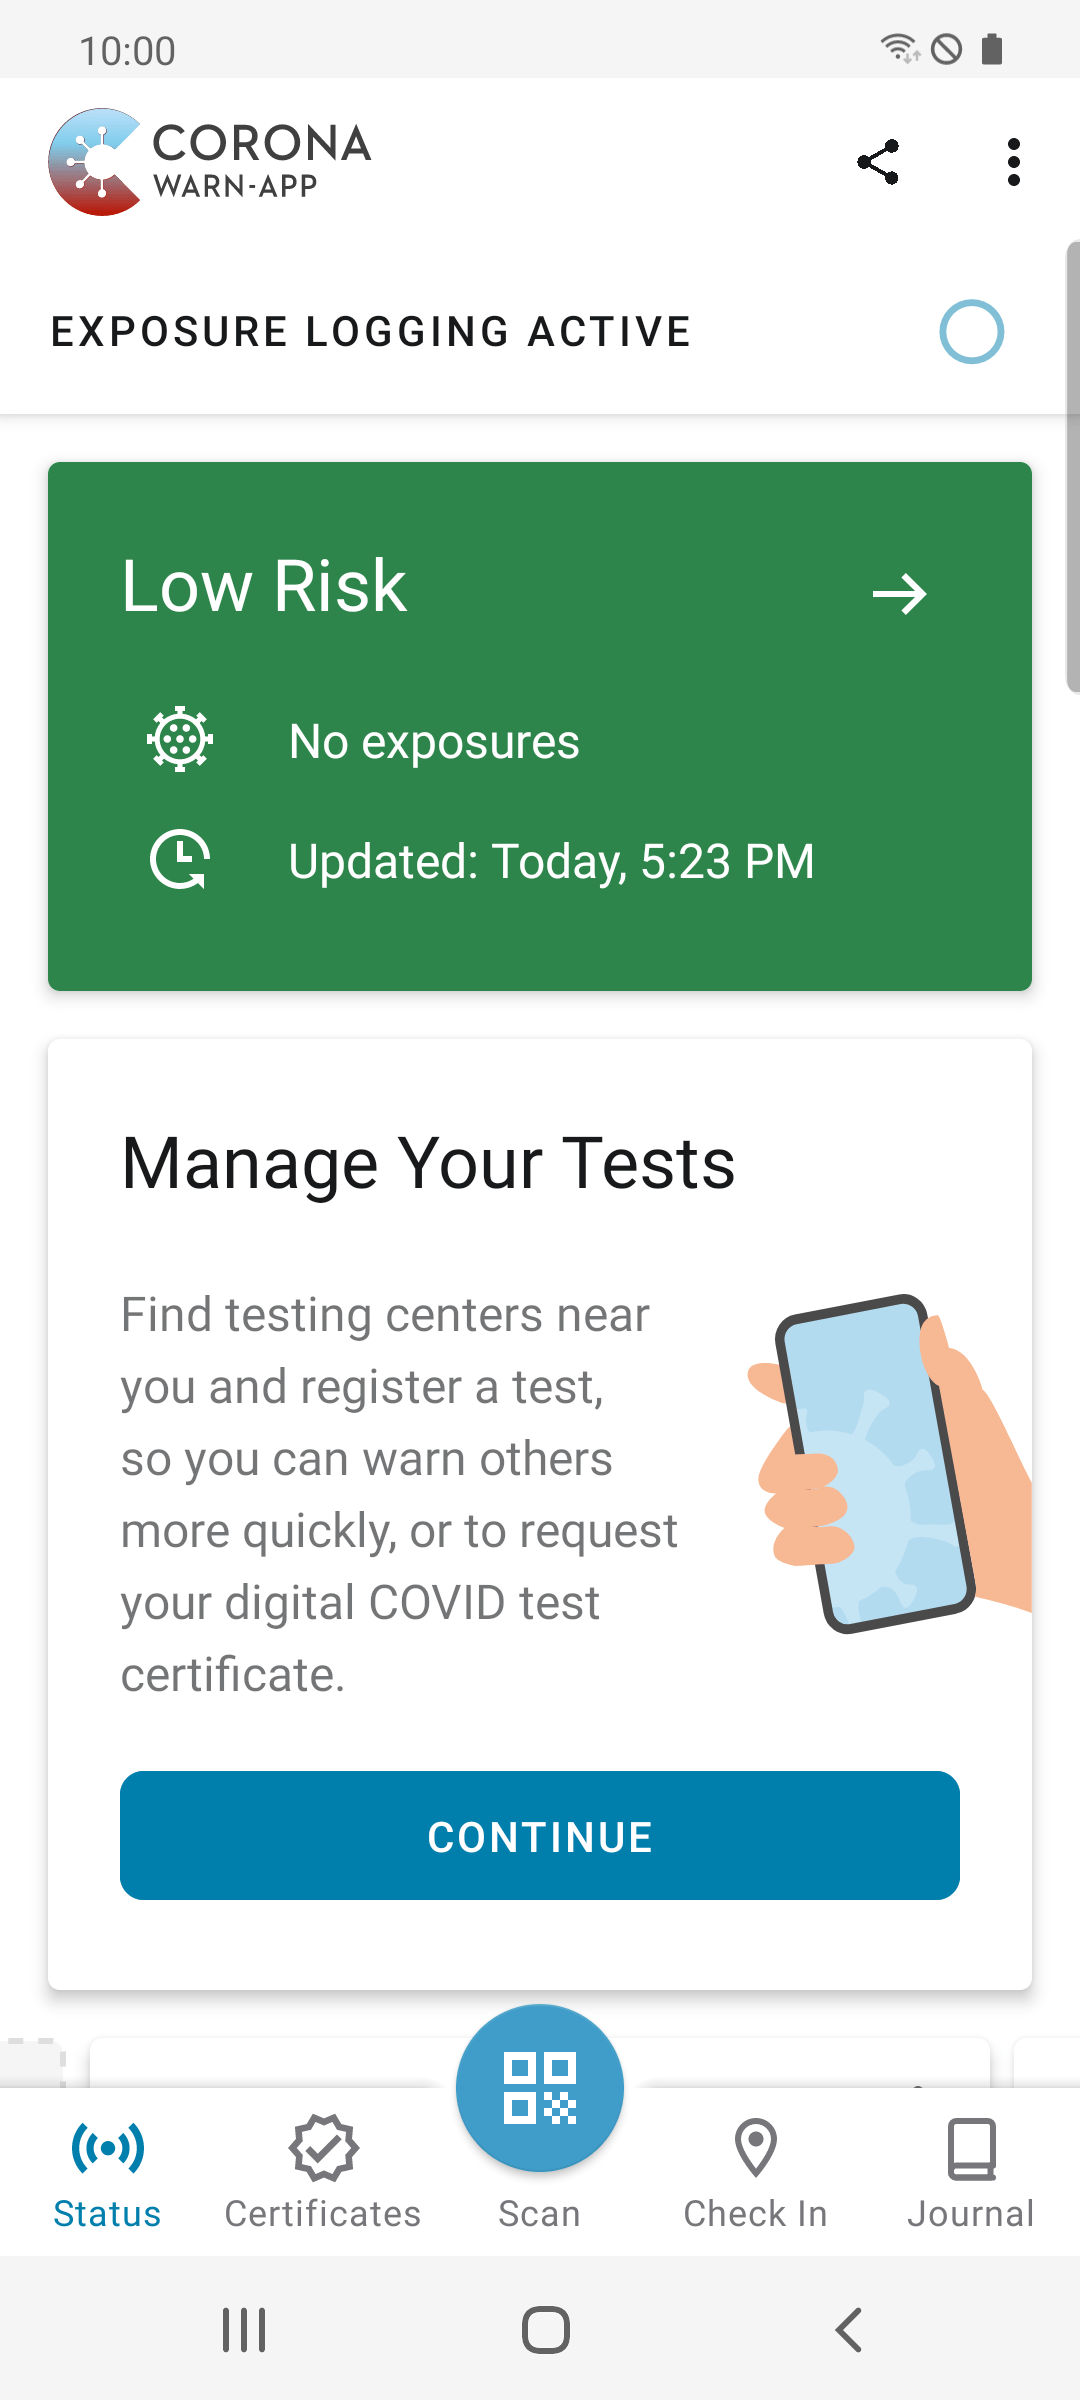 10:00
CORONA
WARN-APP
EXPOSURE LOGGING ACTIVE
Low Risk
No exposures
Updated: Today, 5:23 PM
Manage Your Tests
Find testing centers near
you and register a test,
so you can warn others
more quickly, or to request
your digital COVID test
certificate.
CONTINUE
Status
Certificates
Scan
Check In
Journal